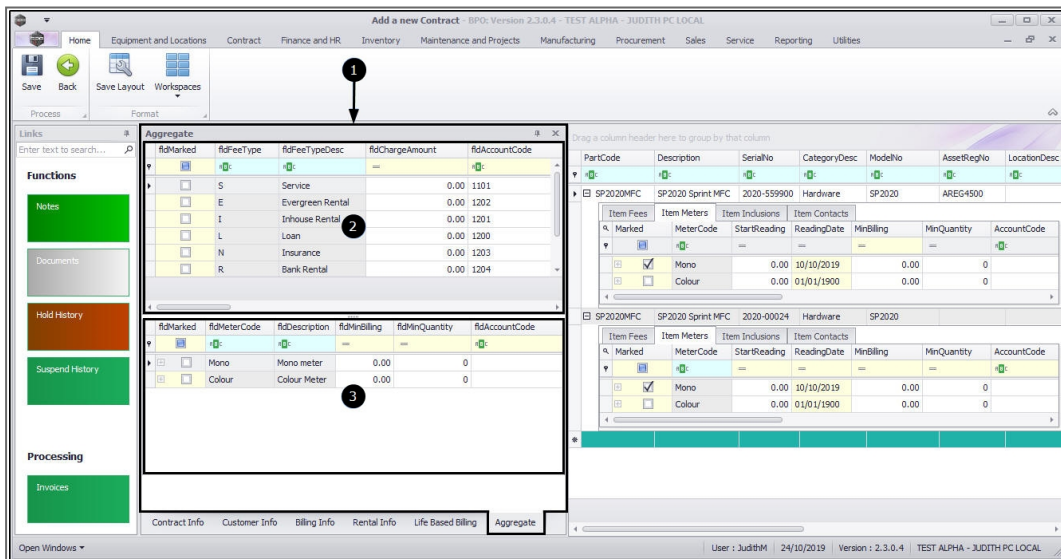 Add a new Contract - BPO: Version 2.3.0.4 - TEST ALPHA - JUDITH PC LOCAL
Home Equipment and Locations Contract Finance and HR Inventory Maintenance and Projects Manufacturing Procurement Sales Service Reporting Utilities
Save Back Save Layout Workspaces
Process Format
1
Links
Enter text to search...
Functions
Notes
Documents
Hold History
Suspend History
Processing
Invoices
Aggregate
fldMarked fldFeeType fldFeeTypeDesc fldChargeAmount fldAccountCode
S Service 0.00 1101
E Evergreen Rental 0.00 1202
I Inhouse Rental 0.00 1201
L Loan 0.00 1200
N Insurance 0.00 1203
R Bank Rental 0.00 1204
2
fldMarked fldMeterCode fldDescription fldMinBilling fldMinQuantity fldAccountCode
Mono Mono meter 0.00 0
Colour Colour Meter 0.00 0
3
Contract Info Customer Info Billing Info Rental Info Life Based Billing Aggregate
Drag a column header here to group by that column
PartCode Description SerialNo CategoryDesc ModelNo AssetRegNo LocationDesc
SP2020MFC SP2020 Sprint MFC 2020-559900 Hardware SP2020 AREG4500
Item Fees Item Meters Item Inclusions Item Contacts
Marked MeterCode StartReading ReadingDate MinBilling MinQuantity AccountCode
Mono 0.00 10/10/2019 0.00 0
Colour 0.00 01/01/1900 0.00 0
SP2020MFC SP2020 Sprint MFC 2020-00024 Hardware SP2020
Item Fees Item Meters Item Inclusions Item Contacts
Marked MeterCode StartReading ReadingDate MinBilling MinQuantity AccountCode
Mono 0.00 10/10/2019 0.00 0
Colour 0.00 01/01/1900 0.00 0
Open Windows
User : JudithM 24/10/2019 Version : 2.3.0.4 TEST ALPHA - JUDITH PC LOCAL